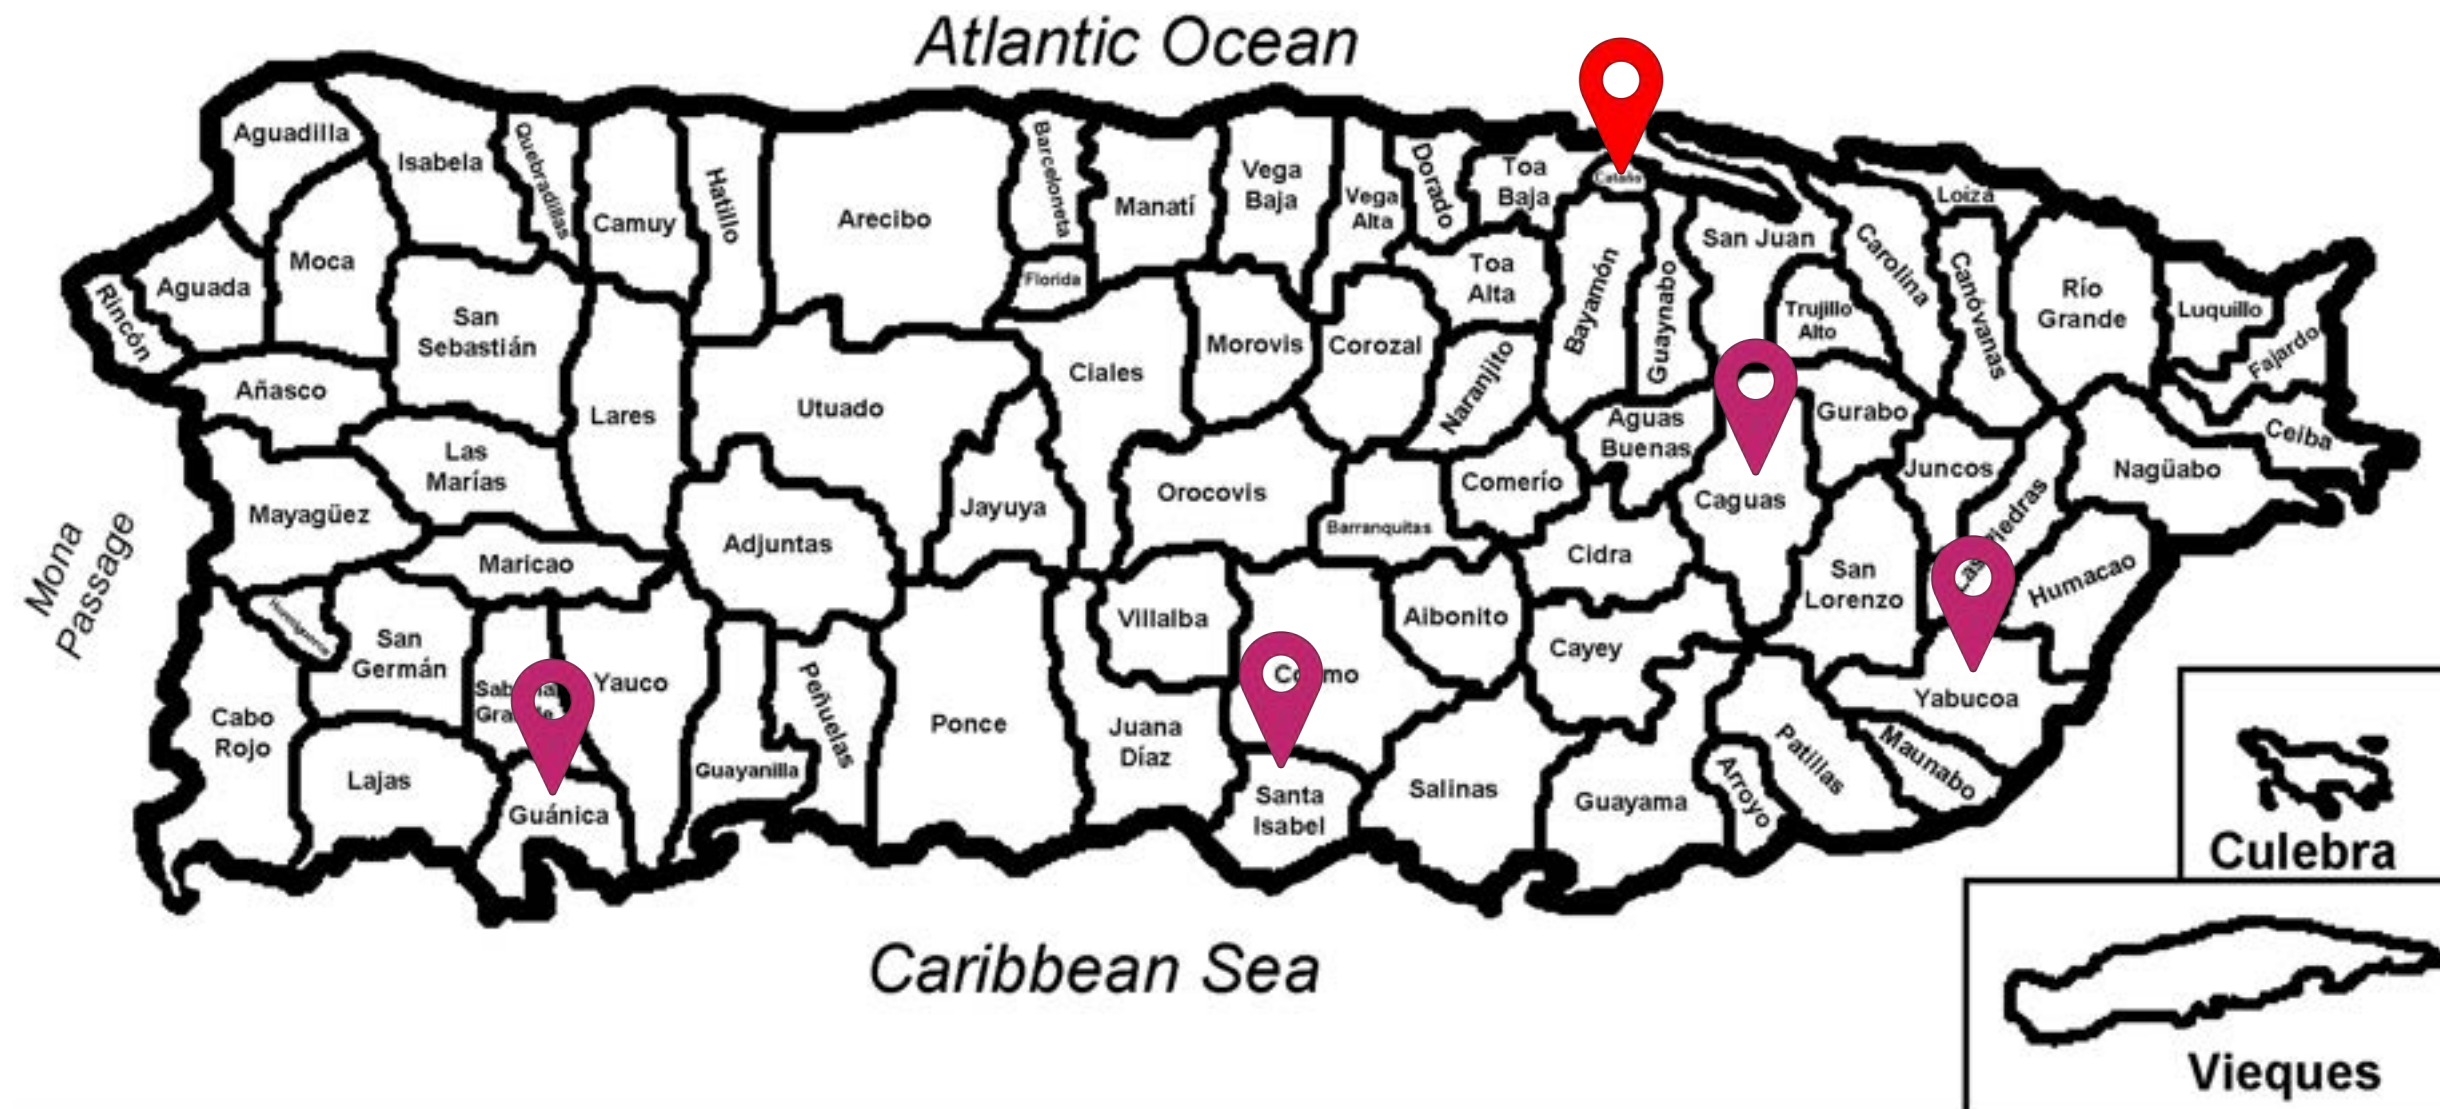 Atlantic Ocean
Aguadilla
Isabela
Quebradillas
Camuy
Hatillo
Arecibo
Barceloneta
Manatí
Vega
Baja
Vega
Alta
Dorado
Toa
Baja
Cataño
San Juan
Carolina
Loíza
Canóvanas
Río
Grande
Luquillo
Fajardo
Rincón
Aguada
Moca
San
Sebastián
Florida
Toa
Alta
Bayamón
Guaynabo
Trujillo
Alto
Añasco
Lares
Utuado
Ciales
Morovis
Corozal
Naranjito
Aguas
Buenas
Gurabo
Ceiba
Las
Marías
Mayagüez
Maricao
Adjuntas
Jayuya
Orocovis
Barranquitas
Comerío
Cidra
Caguas
Juncos
Piedras
Nagüabo
Humacao
San
Lorenzo
Mona
Passage
Hormigueros
San
Germán
Cabo
Rojo
Lajas
Yauco
Guánica
Guayanilla
Peñuelas
Ponce
Villalba
Juana
Díaz
Santa
Isabel
Aibonito
Cayey
Salinas
Guayama
Arroyo
Patillas
Yabucoa
Maunabo
Culebra
Caribbean Sea
Vieques